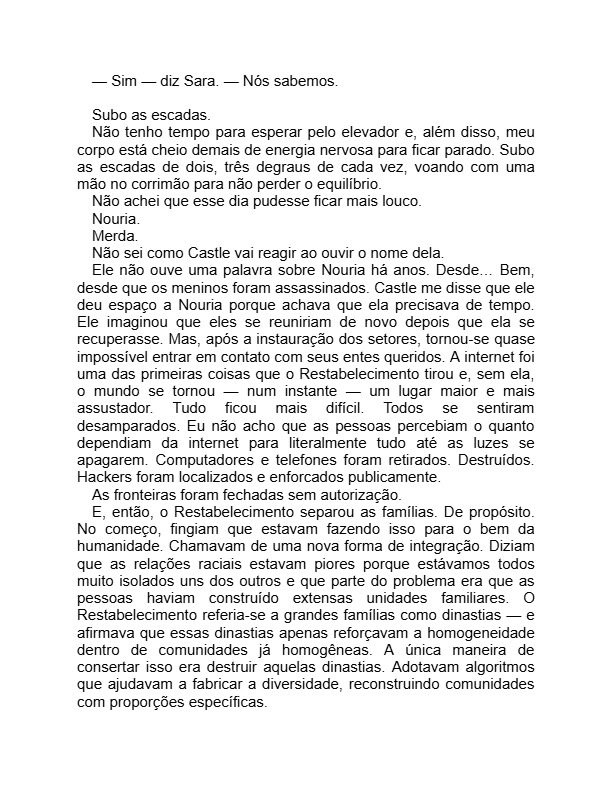 — Sim — diz Sara. — Nós sabemos.
Subo as escadas.
Não tenho tempo para esperar pelo elevador e, além disso, meu
corpo está cheio demais de energia nervosa para ficar parado. Subo
as escadas de dois, três degraus de cada vez, voando com uma
mão no corrimão para não perder o equilíbrio.
Não achei que esse dia pudesse ficar mais louco.
Nouria.
Merda.
Não sei como Castle vai reagir ao ouvir o nome dela.
Ele não ouve uma palavra sobre Nouria há anos. Desde… Bem,
desde que os meninos foram assassinados. Castle me disse que ele
deu espaço a Nouria porque achava que ela precisava de tempo.
Ele imaginou que eles se reuniriam de novo depois que ela se
recuperasse. Mas, após a instauração dos setores, tornou-se quase
impossível entrar em contato com seus entes queridos. A internet foi
uma das primeiras coisas que o Restabelecimento tirou e, sem ela,
o mundo se tornou — num instante — um lugar maior e mais
assustador. Tudo ficou mais difícil. Todos se sentiram
desamparados. Eu não acho que as pessoas percebiam o quanto
dependiam da internet para literalmente tudo até as luzes se
apagarem. Computadores e telefones foram retirados. Destruídos.
Hackers foram localizados e enforcados publicamente.
As fronteiras foram fechadas sem autorização.
E, então, o Restabelecimento separou as famílias. De propósito.
No começo, fingiam que estavam fazendo isso para o bem da
humanidade. Chamavam de uma nova forma de integração. Diziam
que as relações raciais estavam piores porque estávamos todos
muito isolados uns dos outros e que parte do problema era que as
pessoas haviam construído extensas unidades familiares. O
Restabelecimento referia-se a grandes famílias como dinastias — e
afirmava que essas dinastias apenas reforçavam a homogeneidade
dentro de comunidades já homogêneas. A única maneira de
consertar isso era destruir aquelas dinastias. Adotavam algoritmos
que ajudavam a fabricar a diversidade, reconstruindo comunidades
com proporções específicas.